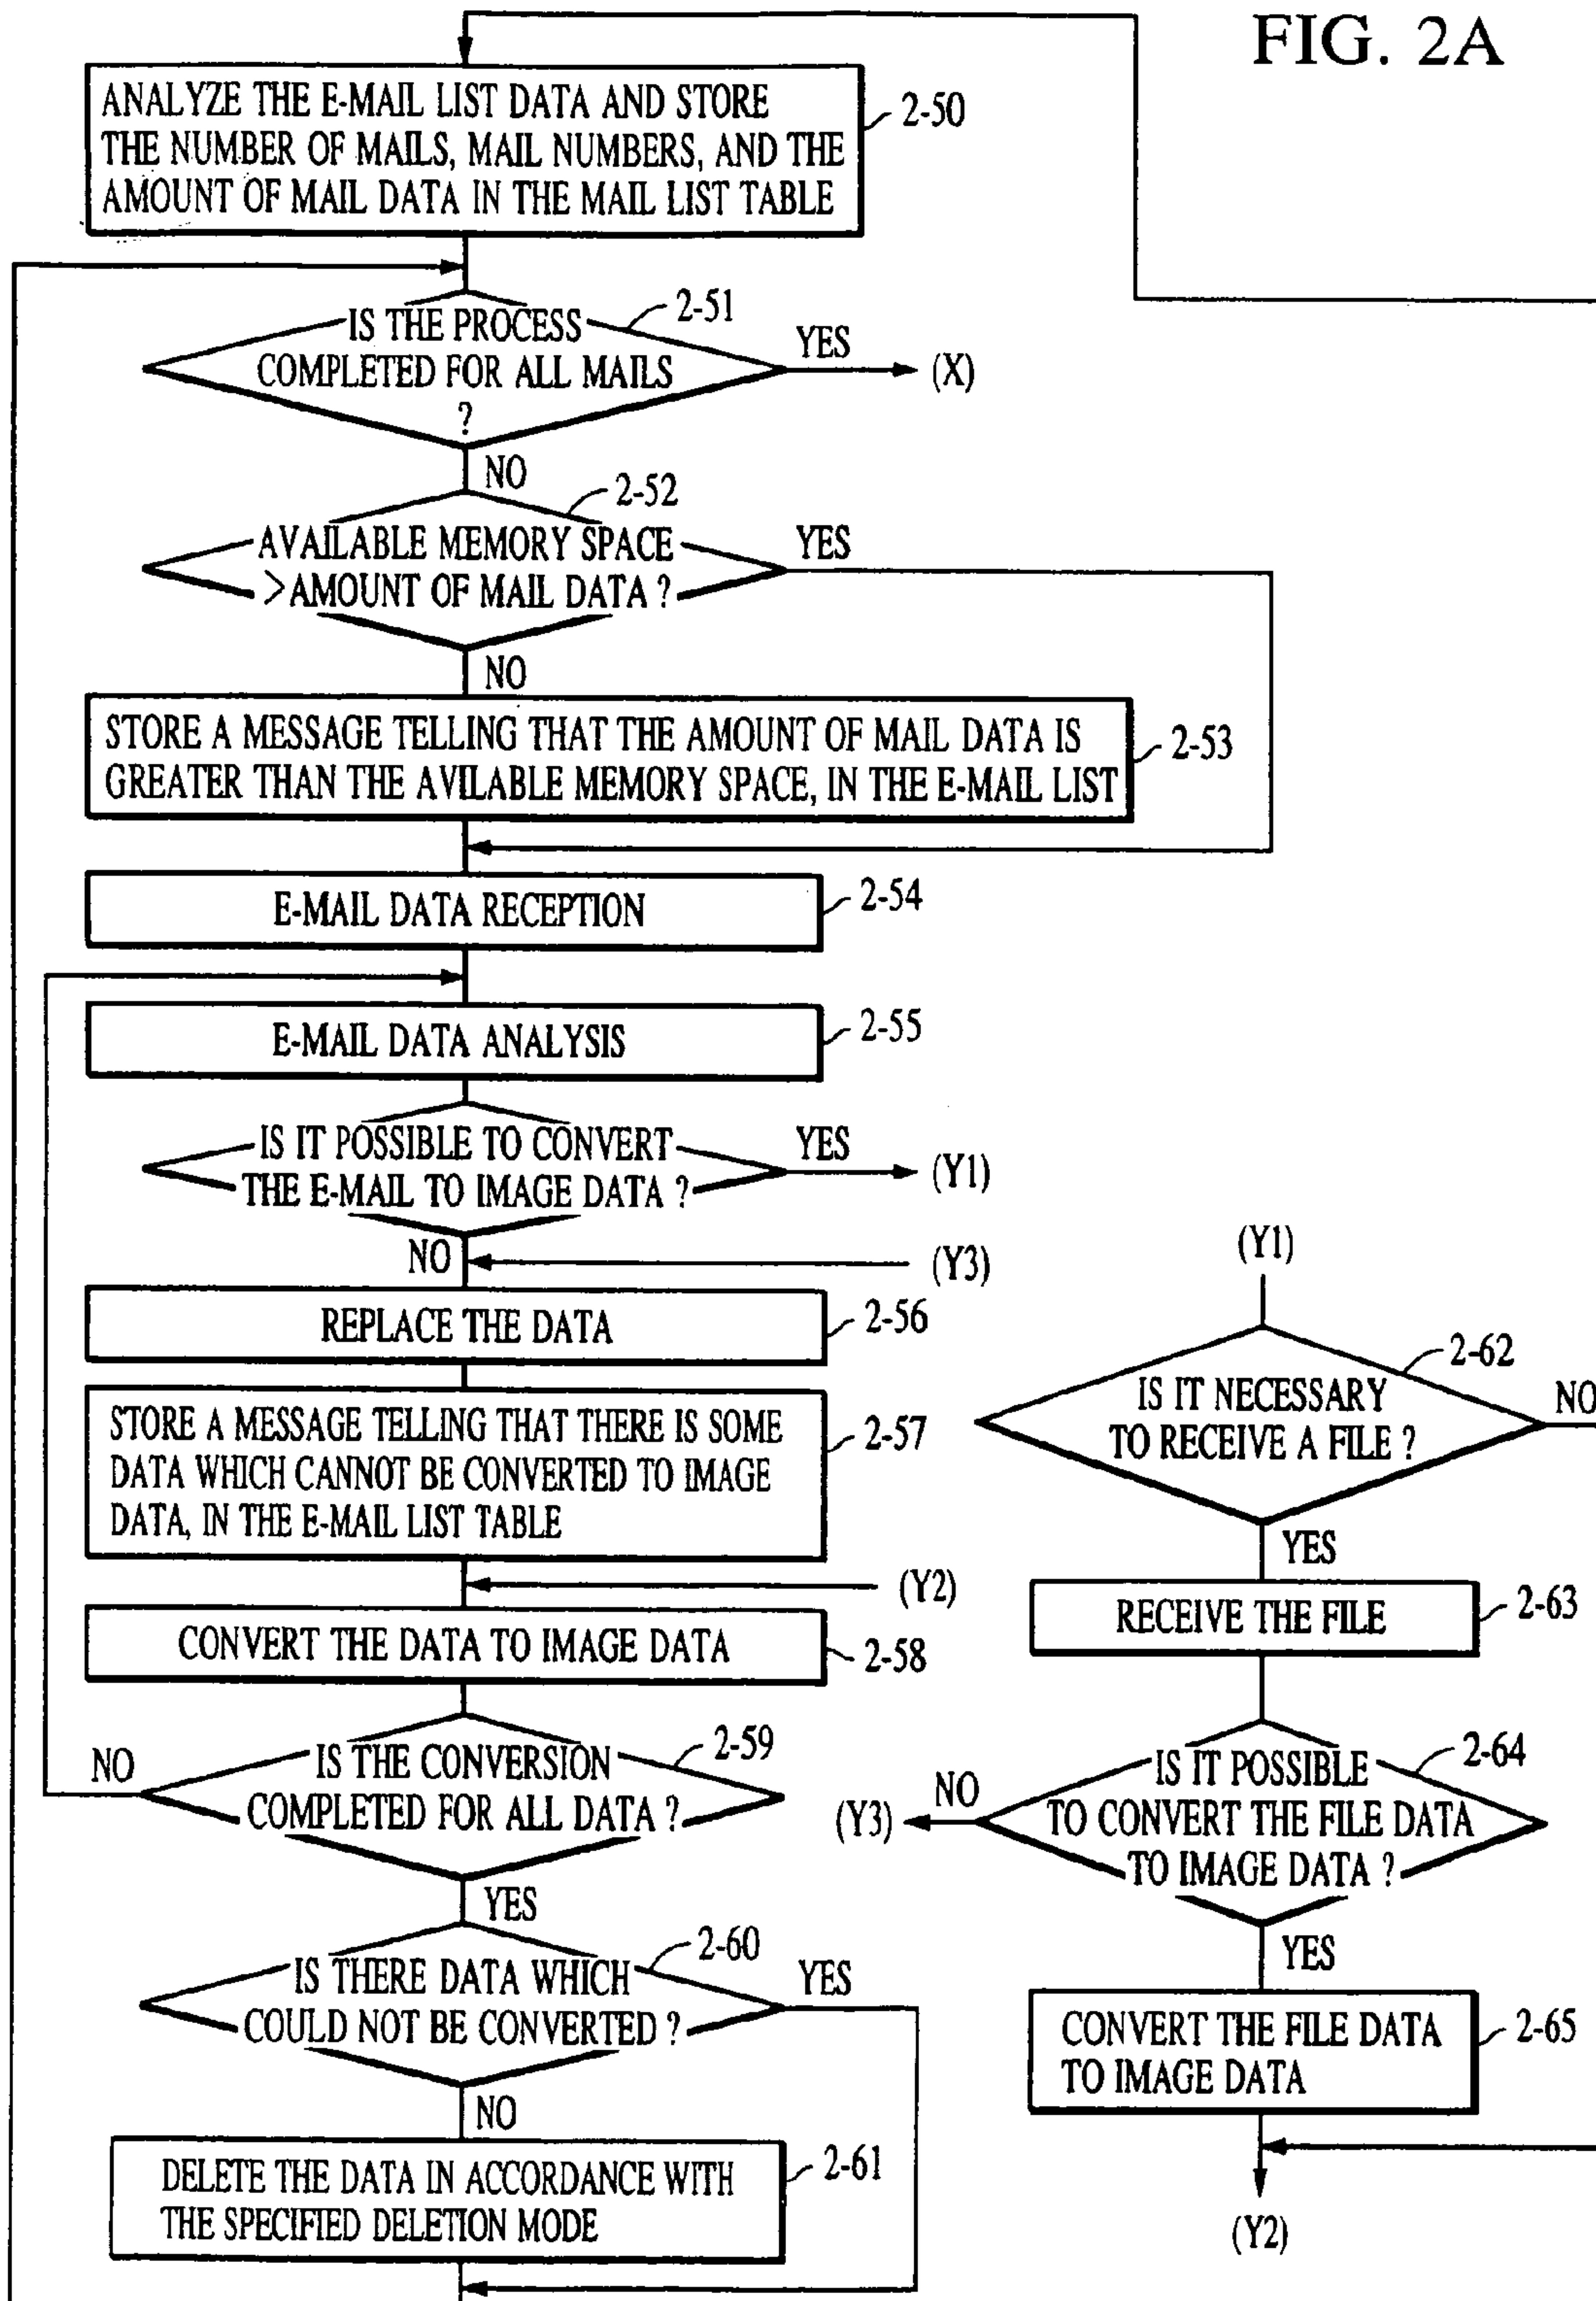 FIG. 2A
ANALYZE THE E-MAIL LIST DATA AND STORE
THE NUMBER OF MAILS, MAIL NUMBERS, AND THE
AMOUNT OF MAIL DATA IN THE MAIL LIST TABLE
2-50
IS THE PROCESS
COMPLETED FOR ALL MAILS
?
2-51
YES
(X)
NO
2-52
AVAILABLE MEMORY SPACE
>AMOUNT OF MAIL DATA ?
YES
NO
STORE A MESSAGE TELLING THAT THE AMOUNT OF MAIL DATA IS
GREATER THAN THE AVILABLE MEMORY SPACE, IN THE E-MAIL LIST
2-53
E-MAIL DATA RECEPTION
2-54
E-MAIL DATA ANALYSIS
2-55
IS IT POSSIBLE TO CONVERT
THE E-MAIL TO IMAGE DATA ?
YES
(Y1)
NO
(Y3)
REPLACE THE DATA
2-56
STORE A MESSAGE TELLING THAT THERE IS SOME
DATA WHICH CANNOT BE CONVERTED TO IMAGE
DATA, IN THE E-MAIL LIST TABLE
2-57
(Y2)
CONVERT THE DATA TO IMAGE DATA
2-58
IS THE CONVERSION
COMPLETED FOR ALL DATA ?
2-59
NO
YES
2-60
IS THERE DATA WHICH
COULD NOT BE CONVERTED ?
YES
NO
DELETE THE DATA IN ACCORDANCE WITH
THE SPECIFIED DELETION MODE
2-61
(Y1)
2-62
IS IT NECESSARY
TO RECEIVE A FILE ?
NO
YES
RECEIVE THE FILE
2-63
IS IT POSSIBLE
TO CONVERT THE FILE DATA
TO IMAGE DATA ?
2-64
NO
(Y3)
YES
CONVERT THE FILE DATA
TO IMAGE DATA
2-65
(Y2)